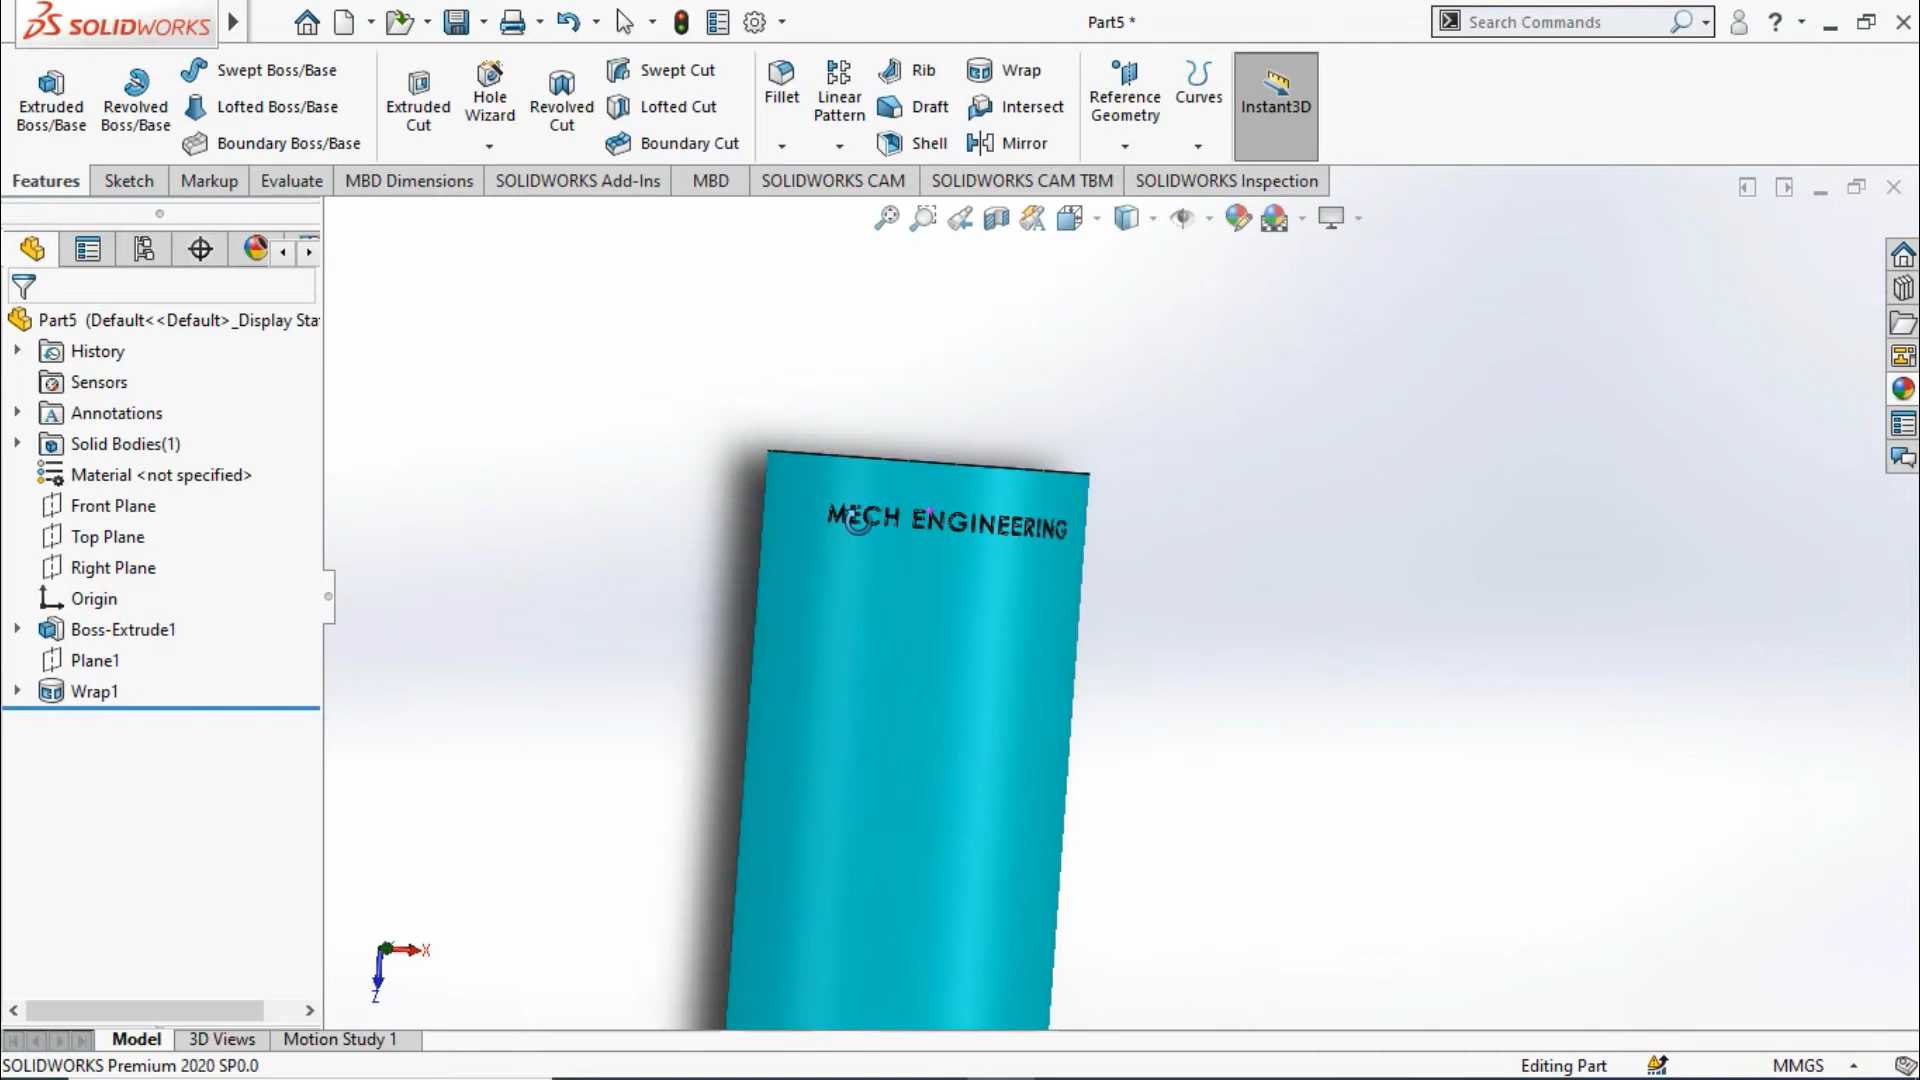 SOLIDWORKS
Part5 *
Search Commands
?
Extruded Boss/Base
Revolved Boss/Base
Swept Boss/Base
Lofted Boss/Base
Boundary Boss/Base
Extruded Cut
Hole Wizard
Revolved Cut
Swept Cut
Lofted Cut
Boundary Cut
Fillet
Linear Pattern
Rib
Draft
Shell
Wrap
Intersect
Mirror
Reference Geometry
Curves
Instant3D
Features
Sketch
Markup
Evaluate
MBD Dimensions
SOLIDWORKS Add-Ins
MBD
SOLIDWORKS CAM
SOLIDWORKS CAM TBM
SOLIDWORKS Inspection
Part5 (Default<<Default>_Display Sta
History
Sensors
Annotations
Solid Bodies(1)
Material <not specified>
Front Plane
Top Plane
Right Plane
Origin
Boss-Extrude1
Plane1
Wrap1
MECH ENGINEERING
X
Z
Model
3D Views
Motion Study 1
SOLIDWORKS Premium 2020 SP0.0
Editing Part
MMGS